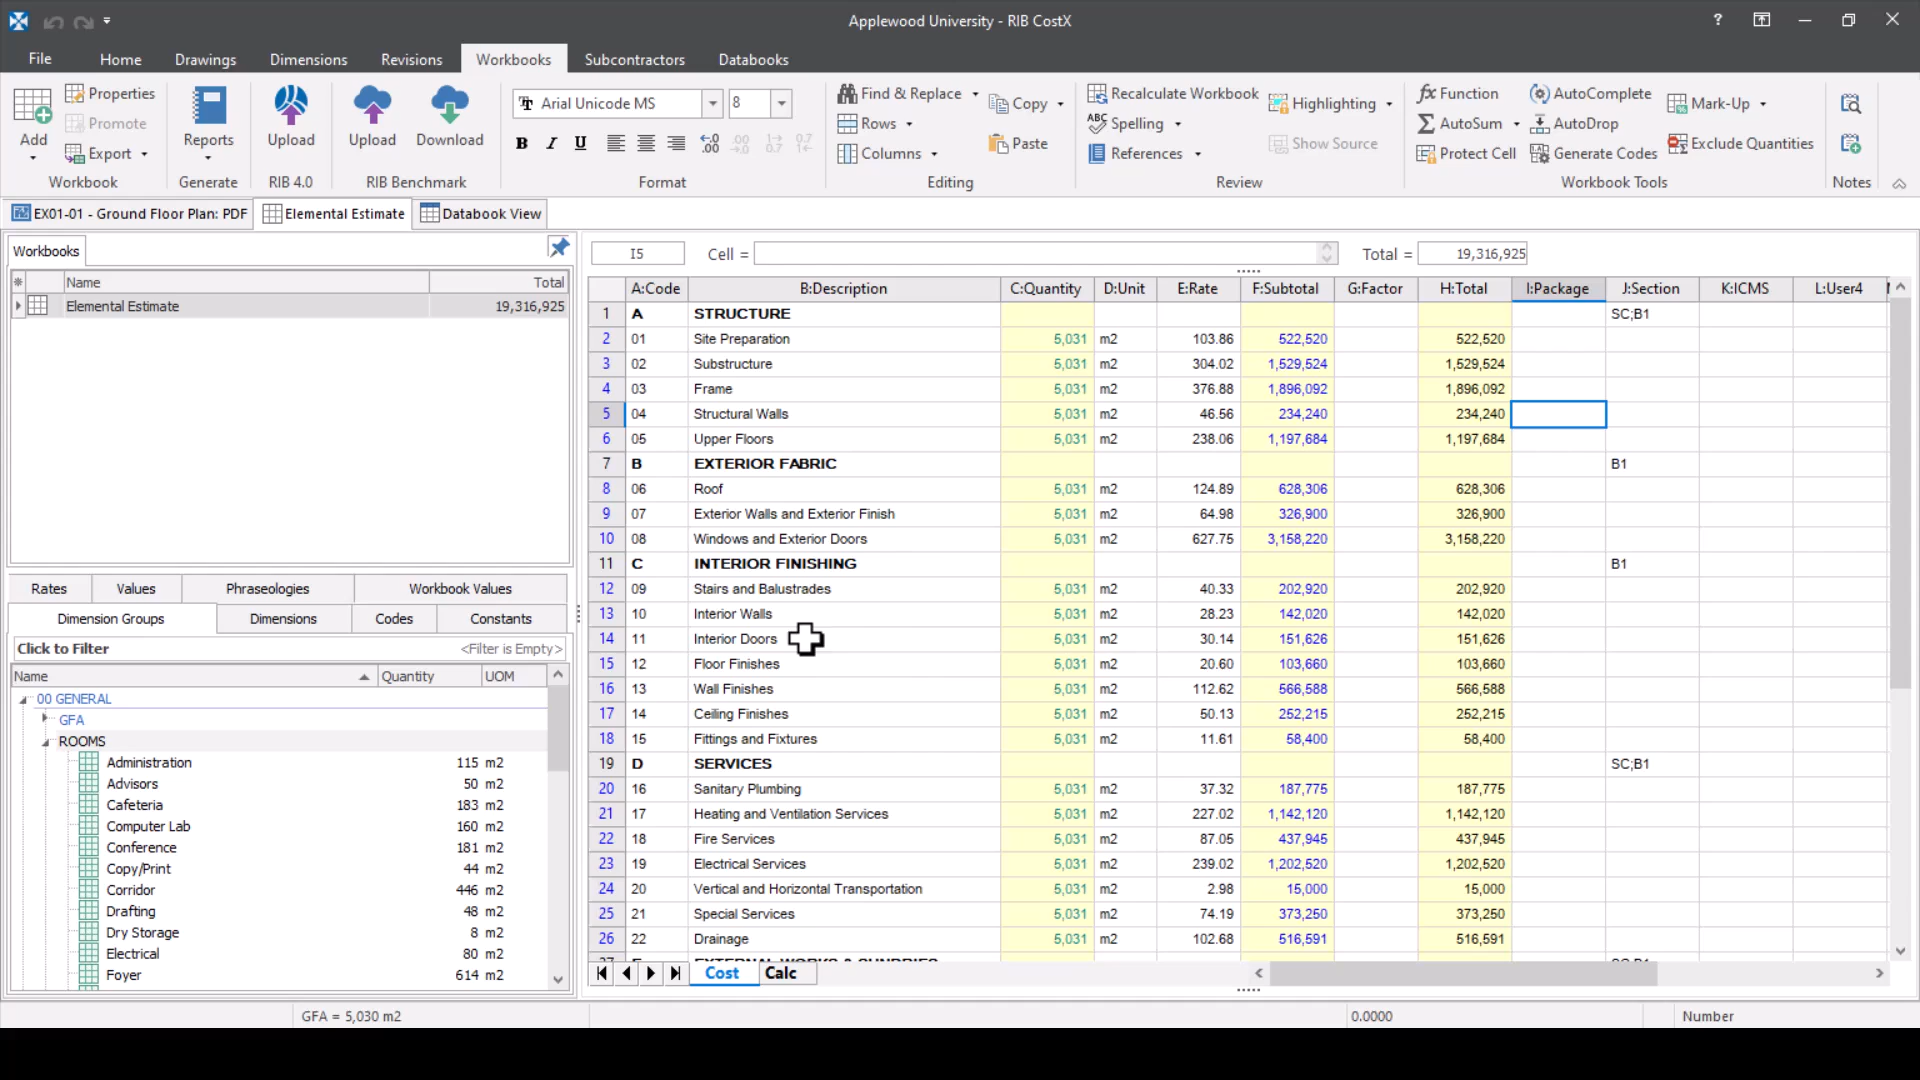 Applewood University - RIB CostX
?
File Home Drawings Dimensions Revisions Workbooks Subcontractors Databooks
Add
Properties
Promote
Export
Workbook
Reports
Generate
Upload
RIB 4.0
Upload Download
RIB Benchmark
Arial Unicode MS 8
B I U
Format
Find & Replace
Rows
Columns
Copy
Paste
Editing
Recalculate Workbook
Spelling
References
Highlighting
Show Source
Review
Function
AutoSum
Protect Cell
AutoComplete
AutoDrop
Generate Codes
Mark-Up
Exclude Quantities
Workbook Tools
Notes
EX01-01 - Ground Floor Plan: PDF Elemental Estimate Databook View
Workbooks
Name Total
Elemental Estimate 19,316,925
Rates Values Phraseologies Workbook Values
Dimension Groups Dimensions Codes Constants
Click to Filter <Filter is Empty>
Name Quantity UOM
00 GENERAL
GFA
ROOMS
Administration 115 m2
Advisors 50 m2
Cafeteria 183 m2
Computer Lab 160 m2
Conference 181 m2
Copy/Print 44 m2
Corridor 446 m2
Drafting 48 m2
Dry Storage 8 m2
Electrical 80 m2
Foyer 614 m2
I5 Cell = Total = 19,316,925
A:Code B:Description C:Quantity D:Unit E:Rate F:Subtotal G:Factor H:Total I:Package J:Section K:ICMS L:User4
1 A STRUCTURE SC;B1
2 01 Site Preparation 5,031 m2 103.86 522,520 522,520
3 02 Substructure 5,031 m2 304.02 1,529,524 1,529,524
4 03 Frame 5,031 m2 376.88 1,896,092 1,896,092
5 04 Structural Walls 5,031 m2 46.56 234,240 234,240
6 05 Upper Floors 5,031 m2 238.06 1,197,684 1,197,684
7 B EXTERIOR FABRIC B1
8 06 Roof 5,031 m2 124.89 628,306 628,306
9 07 Exterior Walls and Exterior Finish 5,031 m2 64.98 326,900 326,900
10 08 Windows and Exterior Doors 5,031 m2 627.75 3,158,220 3,158,220
11 C INTERIOR FINISHING B1
12 09 Stairs and Balustrades 5,031 m2 40.33 202,920 202,920
13 10 Interior Walls 5,031 m2 28.23 142,020 142,020
14 11 Interior Doors 5,031 m2 30.14 151,626 151,626
15 12 Floor Finishes 5,031 m2 20.60 103,660 103,660
16 13 Wall Finishes 5,031 m2 112.62 566,588 566,588
17 14 Ceiling Finishes 5,031 m2 50.13 252,215 252,215
18 15 Fittings and Fixtures 5,031 m2 11.61 58,400 58,400
19 D SERVICES SC;B1
20 16 Sanitary Plumbing 5,031 m2 37.32 187,775 187,775
21 17 Heating and Ventilation Services 5,031 m2 227.02 1,142,120 1,142,120
22 18 Fire Services 5,031 m2 87.05 437,945 437,945
23 19 Electrical Services 5,031 m2 239.02 1,202,520 1,202,520
24 20 Vertical and Horizontal Transportation 5,031 m2 2.98 15,000 15,000
25 21 Special Services 5,031 m2 74.19 373,250 373,250
26 22 Drainage 5,031 m2 102.68 516,591 516,591
Cost Calc
GFA = 5,030 m2 0.0000 Number